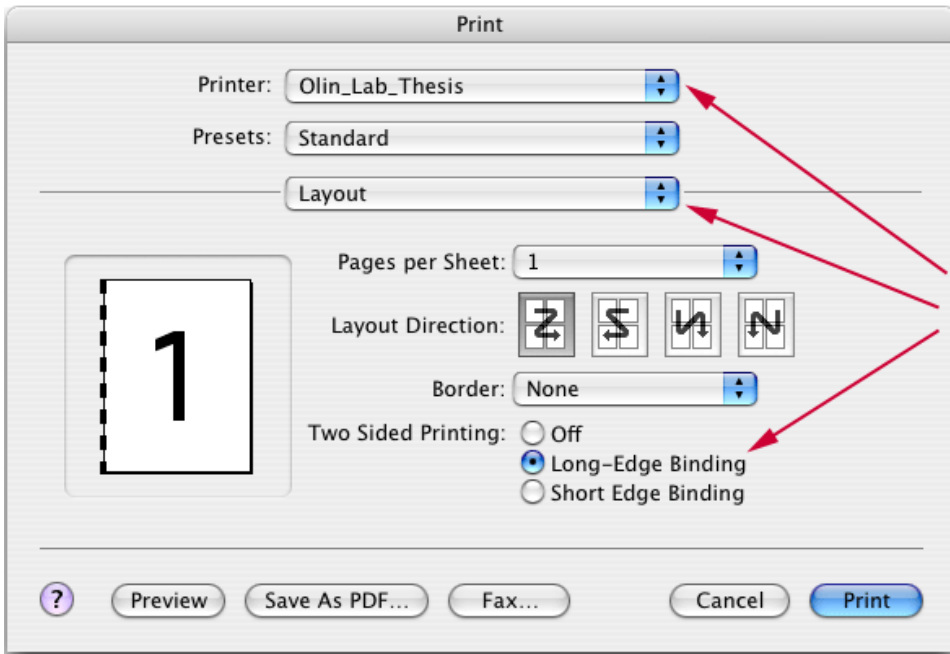 Print
Printer: Olin_Lab_Thesis
Presets: Standard
Layout
1
Pages per Sheet: 1
Layout Direction:
Border: None
Two Sided Printing: Off
Long-Edge Binding
Short Edge Binding
? Preview Save As PDF... Fax... Cancel Print